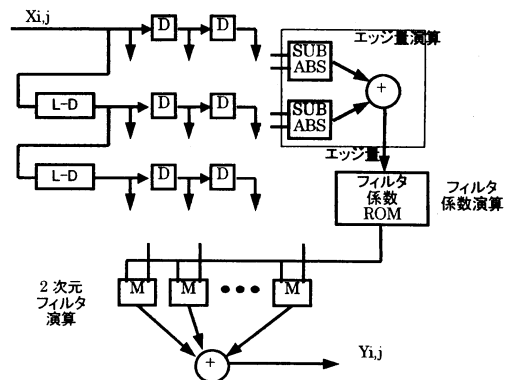 Xi,j
D
D
エッジ量演算
SUB
ABS
+
L-D
D
D
SUB
ABS
エッジ量
L-D
D
D
フィルタ
係数
ROM
フィルタ
係数演算
2 次元
フィルタ
演算
M
M
•••
M
+
Yi,j